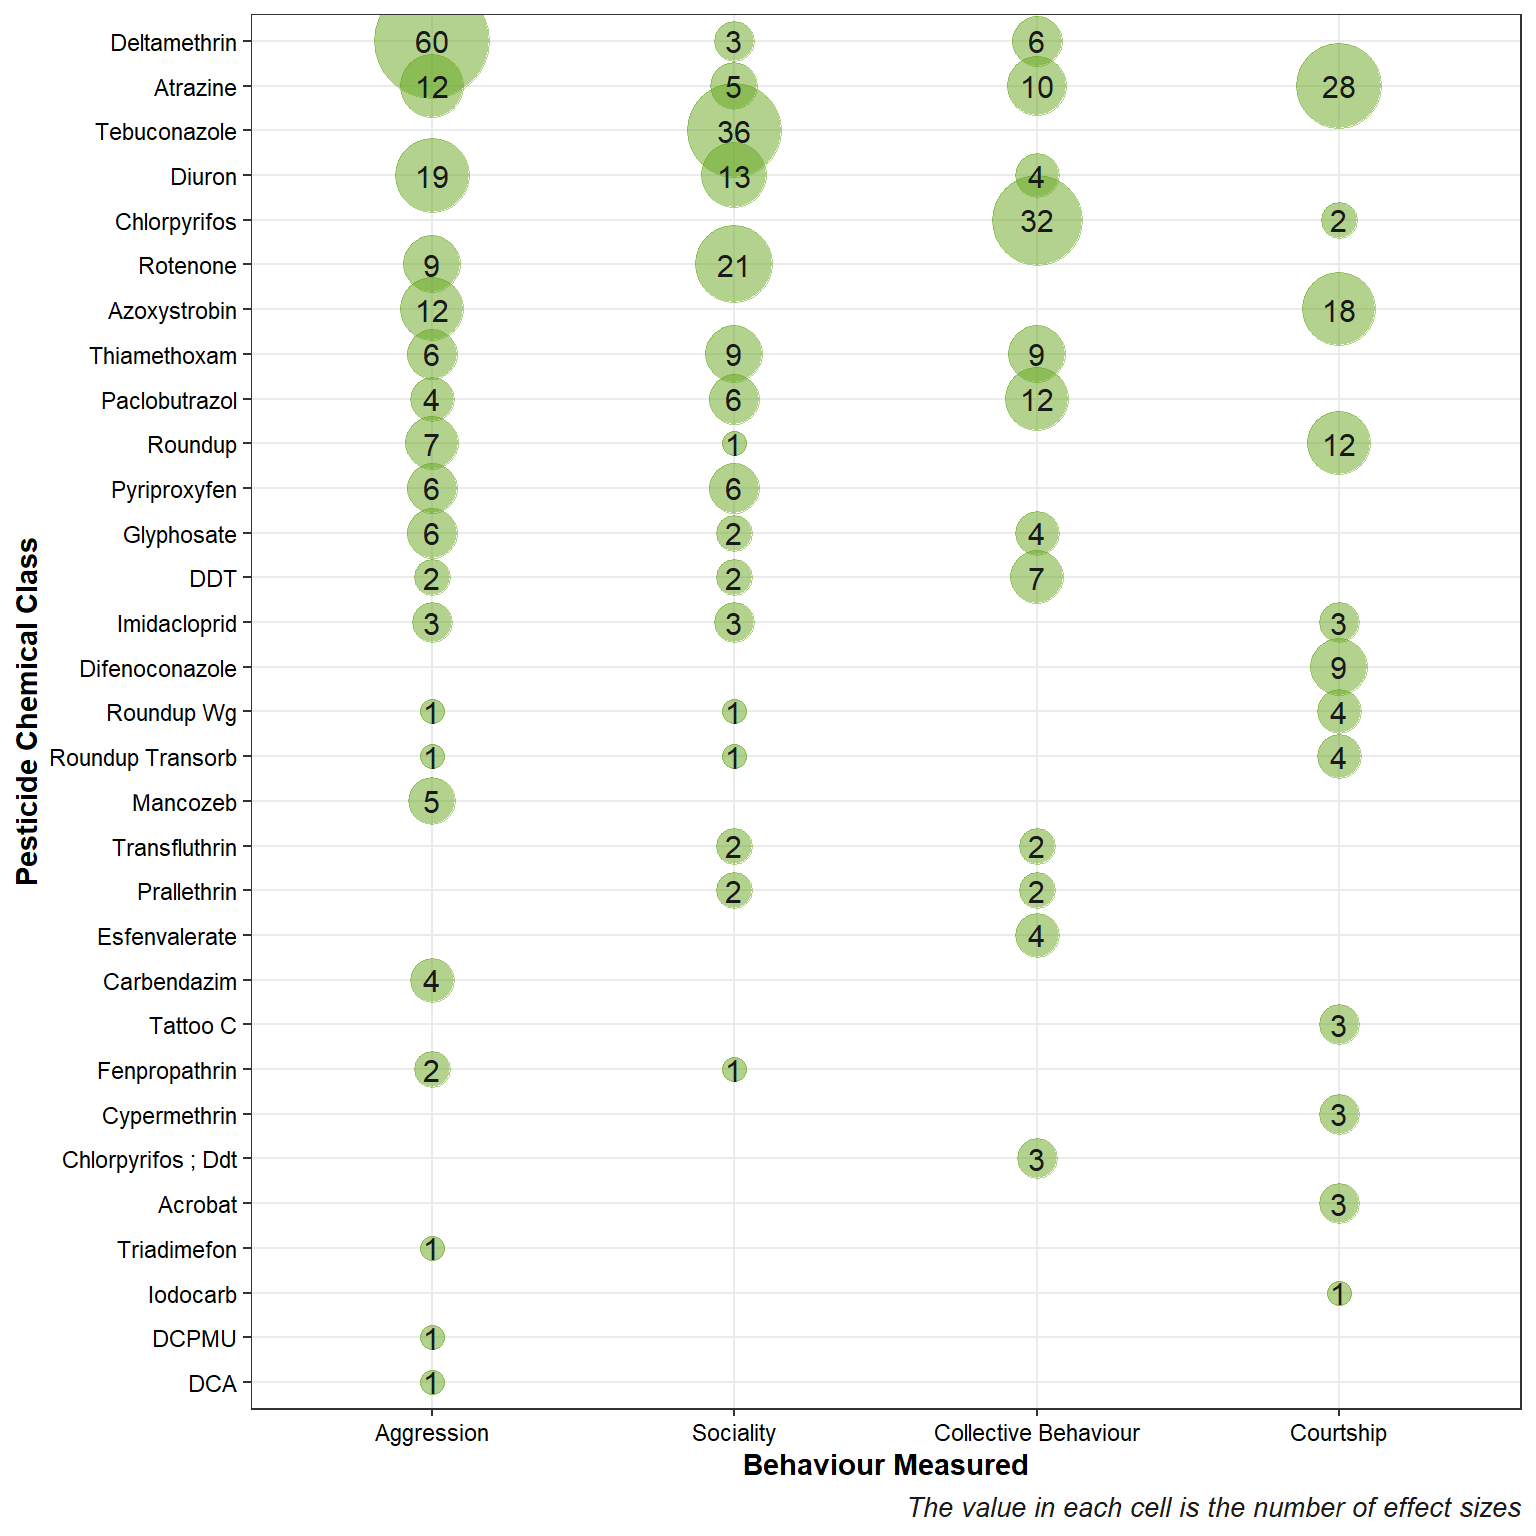 Deltamethrin 60 3 6
Atrazine 12 5 10 28
Tebuconazole 36
Diuron 19 13 4
Chlorpyrifos 32 2
Rotenone 9 21
Azoxystrobin 12 18
Thiamethoxam 6 9 9
Paclobutrazol 4 6 12
Roundup 7 1 12
Pyriproxyfen 6 6
Glyphosate 6 2 4
DDT 2 2 7
Imidacloprid 3 3 3
Difenoconazole 9
Roundup Wg 1 1 4
Roundup Transorb 1 1 4
Mancozeb 5
Transfluthrin 2 2
Prallethrin 2 2
Esfenvalerate 4
Carbendazim 4
Tattoo C 3
Fenpropathrin 2 1
Cypermethrin 3
Chlorpyrifos ; Ddt 3
Acrobat 3
Triadimefon 1
Iodocarb 1
DCPMU 1
DCA 1
Pesticide Chemical Class
Aggression Sociality Collective Behaviour Courtship
Behaviour Measured
The value in each cell is the number of effect sizes